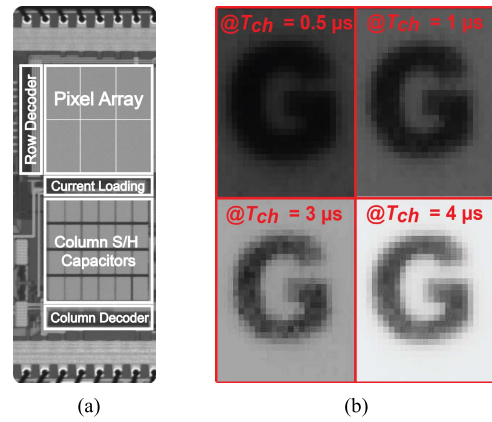 Row Decoder
Pixel Array
Current Loading
Column S/H
Capacitors
Column Decoder
@Tch = 0.5 µs
@Tch = 1 µs
G
G
@Tch = 3 µs
@Tch = 4 µs
G
G
(a)
(b)